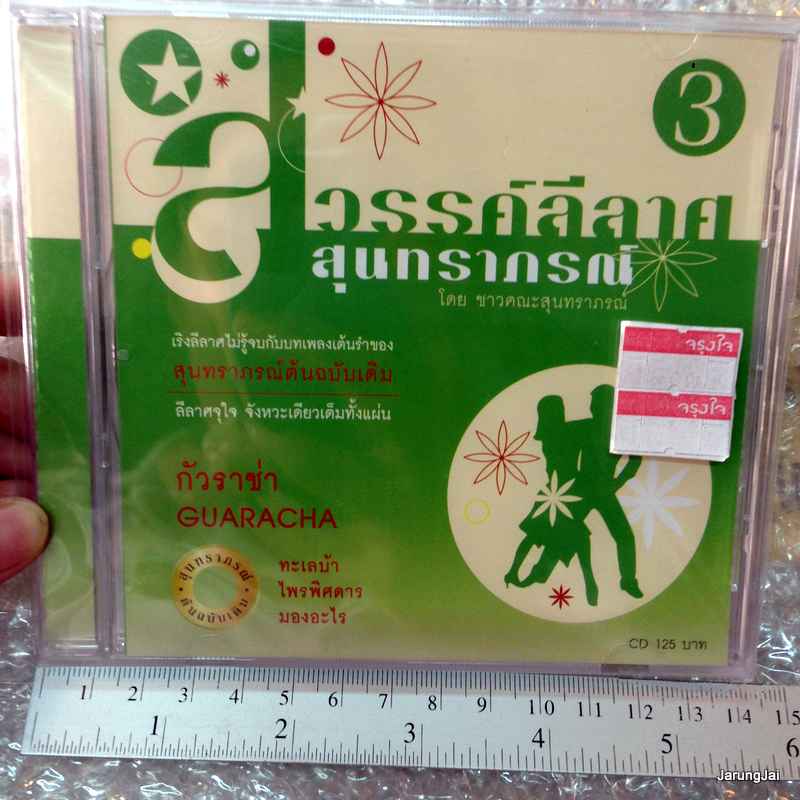 3
สวรรค์ลีลาศ
สุนทราภรณ์
โดย ชาวคณะสุนทราภรณ์
จรุงใจ
จรุงใจ
เริงลีลาศไม่รู้จบกับบทเพลงเต้นรำของ
สุนทราภรณ์ต้นฉบับเดิม
ลีลาศจุใจ จังหวะเดียวเต็มทั้งแผ่น
กัวราช่า
GUARACHA
สุนทราภรณ์
ต้นฉบับเดิม
ทะเลบ้า
ไพรพิศดาร
มองอะไร
CD 125 บาท
1 2 3 4 5 6 7 8 9 10 11 12 13 14 15
1 2 3 4 5 6
JarungJai